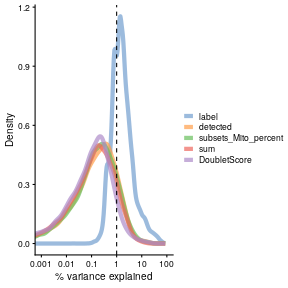 1.2
0.9
0.6
0.3
0.0
Density
0.001 0.01 0.1 1 10 100
% variance explained
label
detected
subsets_Mito_percent
sum
DoubletScore